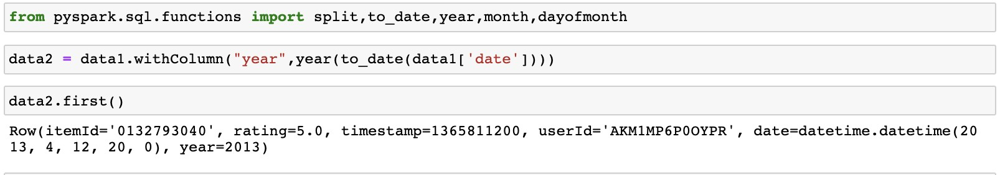 from pyspark.sql.functions import split,to_date,year,month,dayofmonth
data2 = data1.withColumn("year",year(to_date(data1['date'])))
data2.first()
Row(itemId='0132793040', rating=5.0, timestamp=1365811200, userId='AKM1MP6P0OYPR', date=datetime.datetime(20
13, 4, 12, 20, 0), year=2013)